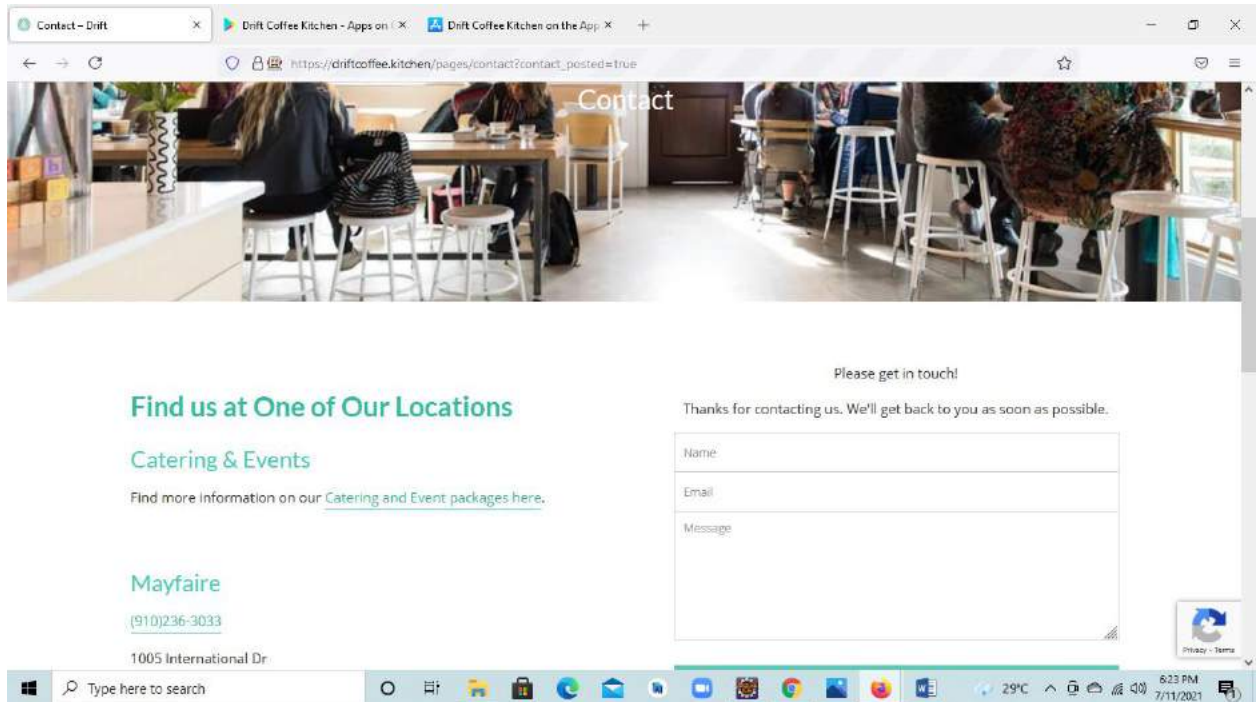 Contact – Drift
Drift Coffee Kitchen - Apps on
Drift Coffee Kitchen on the App
https://driftcoffee.kitchen/pages/contact?contact_posted=true
Contact
Find us at One of Our Locations
Catering & Events
Find more information on our Catering and Event packages here.
Mayfaire
(910)236-3033
1005 International Dr
Please get in touch!
Thanks for contacting us. We'll get back to you as soon as possible.
Name
Email
Message
Privacy - Terms
Type here to search
29°C
6:23 PM
7/11/2021